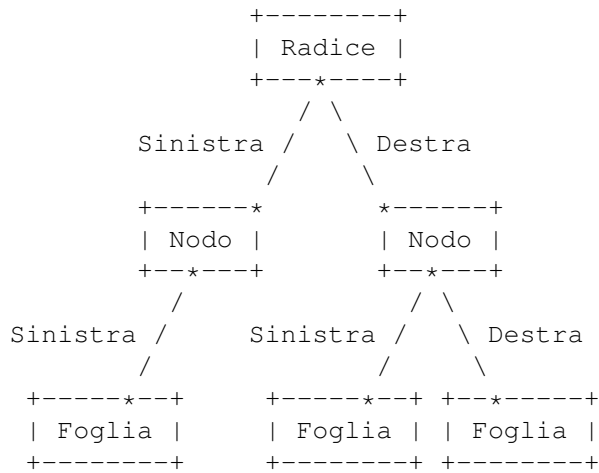 Radice
Sinistra Destra
Nodo Nodo
Sinistra Sinistra Destra
Foglia Foglia Foglia